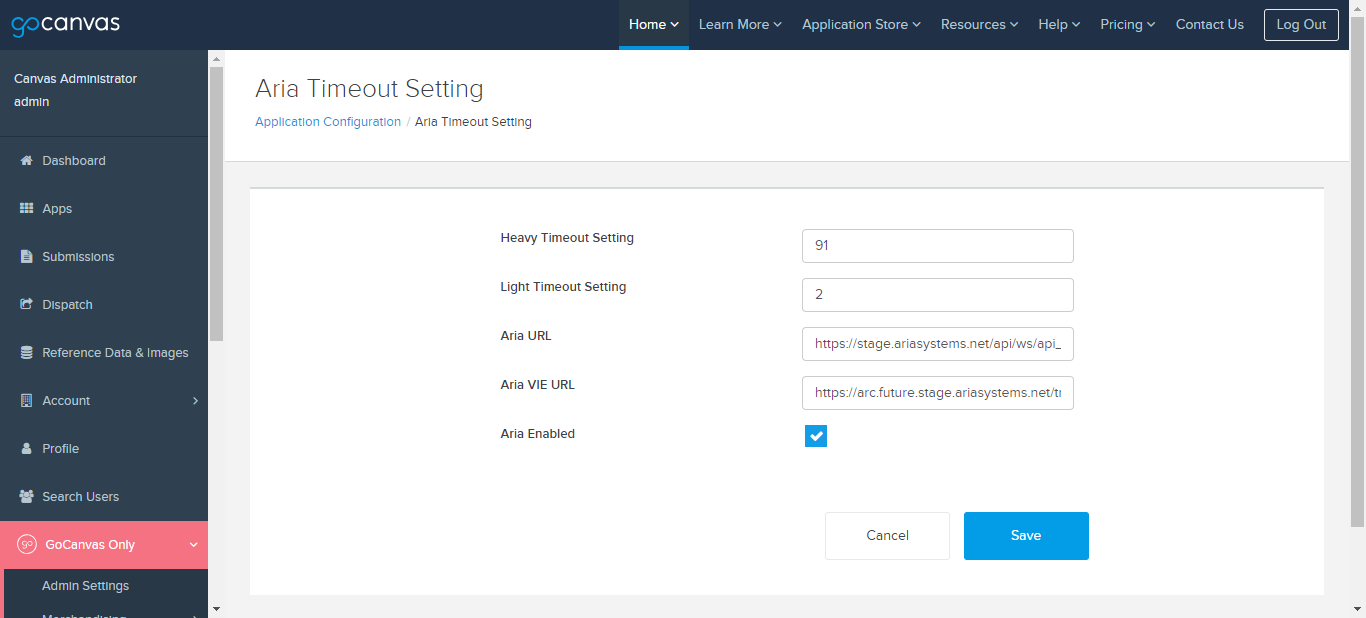 gocanvas
Home Learn More Application Store Resources Help Pricing Contact Us Log Out
Canvas Administrator
admin
Dashboard
Apps
Submissions
Dispatch
Reference Data & Images
Account
Profile
Search Users
go GoCanvas Only
Admin Settings
Merchandising
Aria Timeout Setting
Application Configuration / Aria Timeout Setting
Heavy Timeout Setting 91
Light Timeout Setting 2
Aria URL https://stage.ariasystems.net/api/ws/api_
Aria VIE URL https://arc.future.stage.ariasystems.net/tr
Aria Enabled
Cancel Save